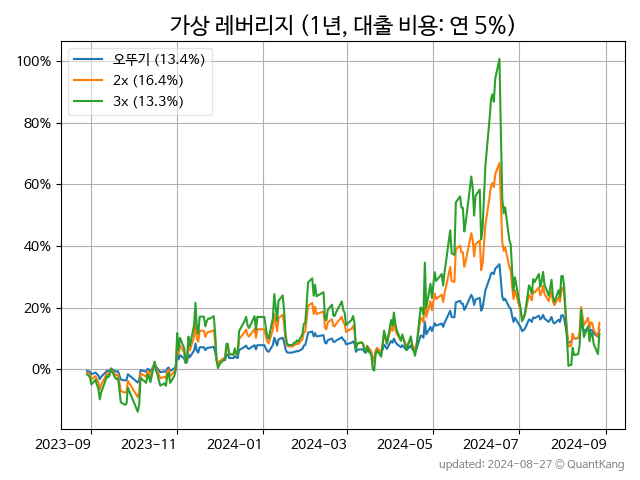 가상 레버리지 (1년, 대출 비용: 연 5%)
오뚜기 (13.4%)
2x (16.4%)
3x (13.3%)
100%
80%
60%
40%
20%
0%
2023-09 2023-11 2024-01 2024-03 2024-05 2024-07 2024-09
updated: 2024-08-27 © QuantKang